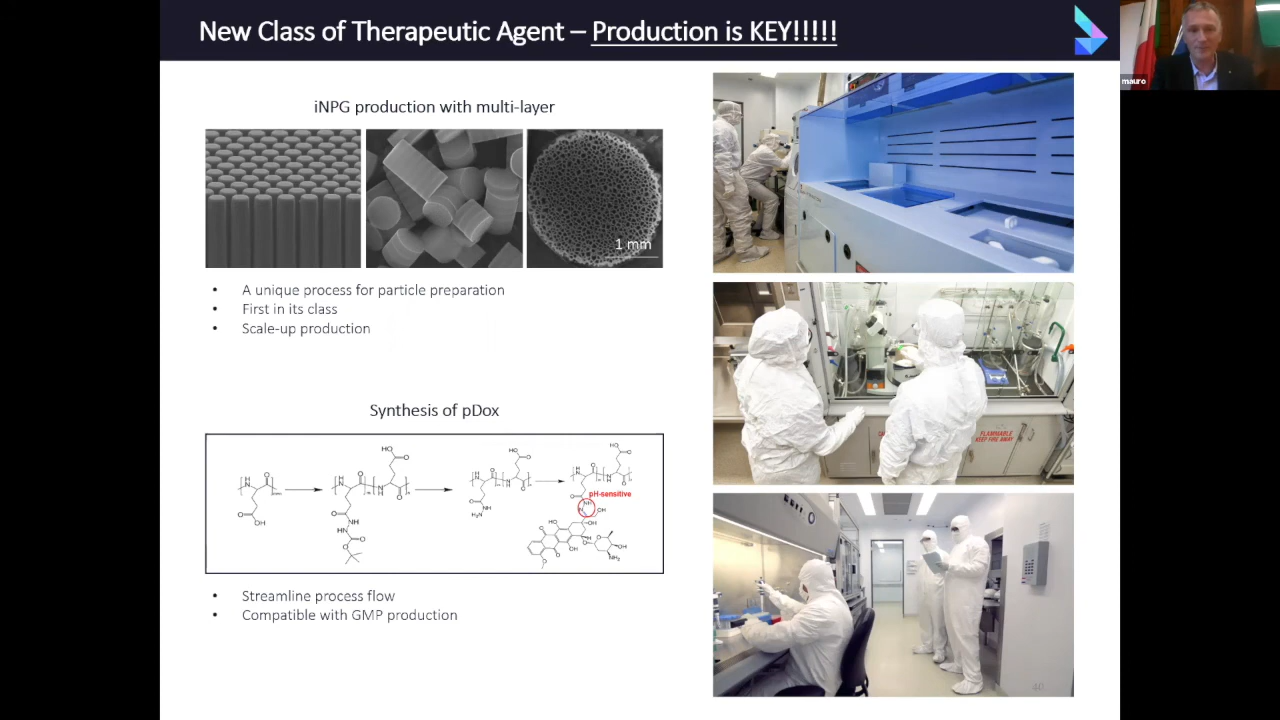 New Class of Therapeutic Agent – Production is KEY!!!!!
mauro
iNPG production with multi-layer
1 mm
• A unique process for particle preparation
• First in its class
• Scale-up production
Synthesis of pDox
pH-sensitive
• Streamline process flow
• Compatible with GMP production
FLAMMABLE
KEEP FIRE AWAY